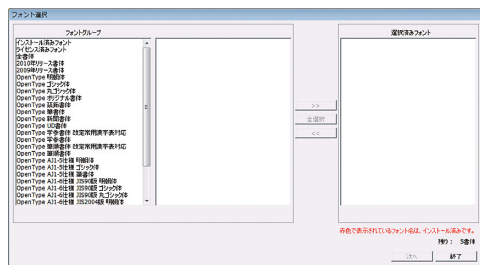 フォント選択
フォントグループ
選択済みフォント
インストール済みフォント
ライセンス済みフォント
全書体
2010年リリース書体
2009年リリース書体
OpenType 明朝体
OpenType ゴシック体
OpenType 丸ゴシック体
OpenType オリジナル書体
OpenType 装飾書体
OpenType 筆書体
OpenType 新聞書体
OpenType UD書体
OpenType 学参書体 改定常用漢字表対応
OpenType 学参書体
OpenType 筆順書体 改定常用漢字表対応
OpenType 筆順書体
OpenType AJ1-5仕様 明朝体
OpenType AJ1-5仕様 ゴシック体
OpenType AJ1-5仕様 筆書体
OpenType AJ1-6仕様 JIS90版 明朝体
OpenType AJ1-6仕様 JIS90版 ゴシック体
OpenType AJ1-6仕様 JIS90版 丸ゴシック体
OpenType AJ1-6仕様 JIS2004版 明朝体
>>
全選択
<<
赤色で表示されているフォント名は、インストール済みです。
残り： 5書体
次へ
終了